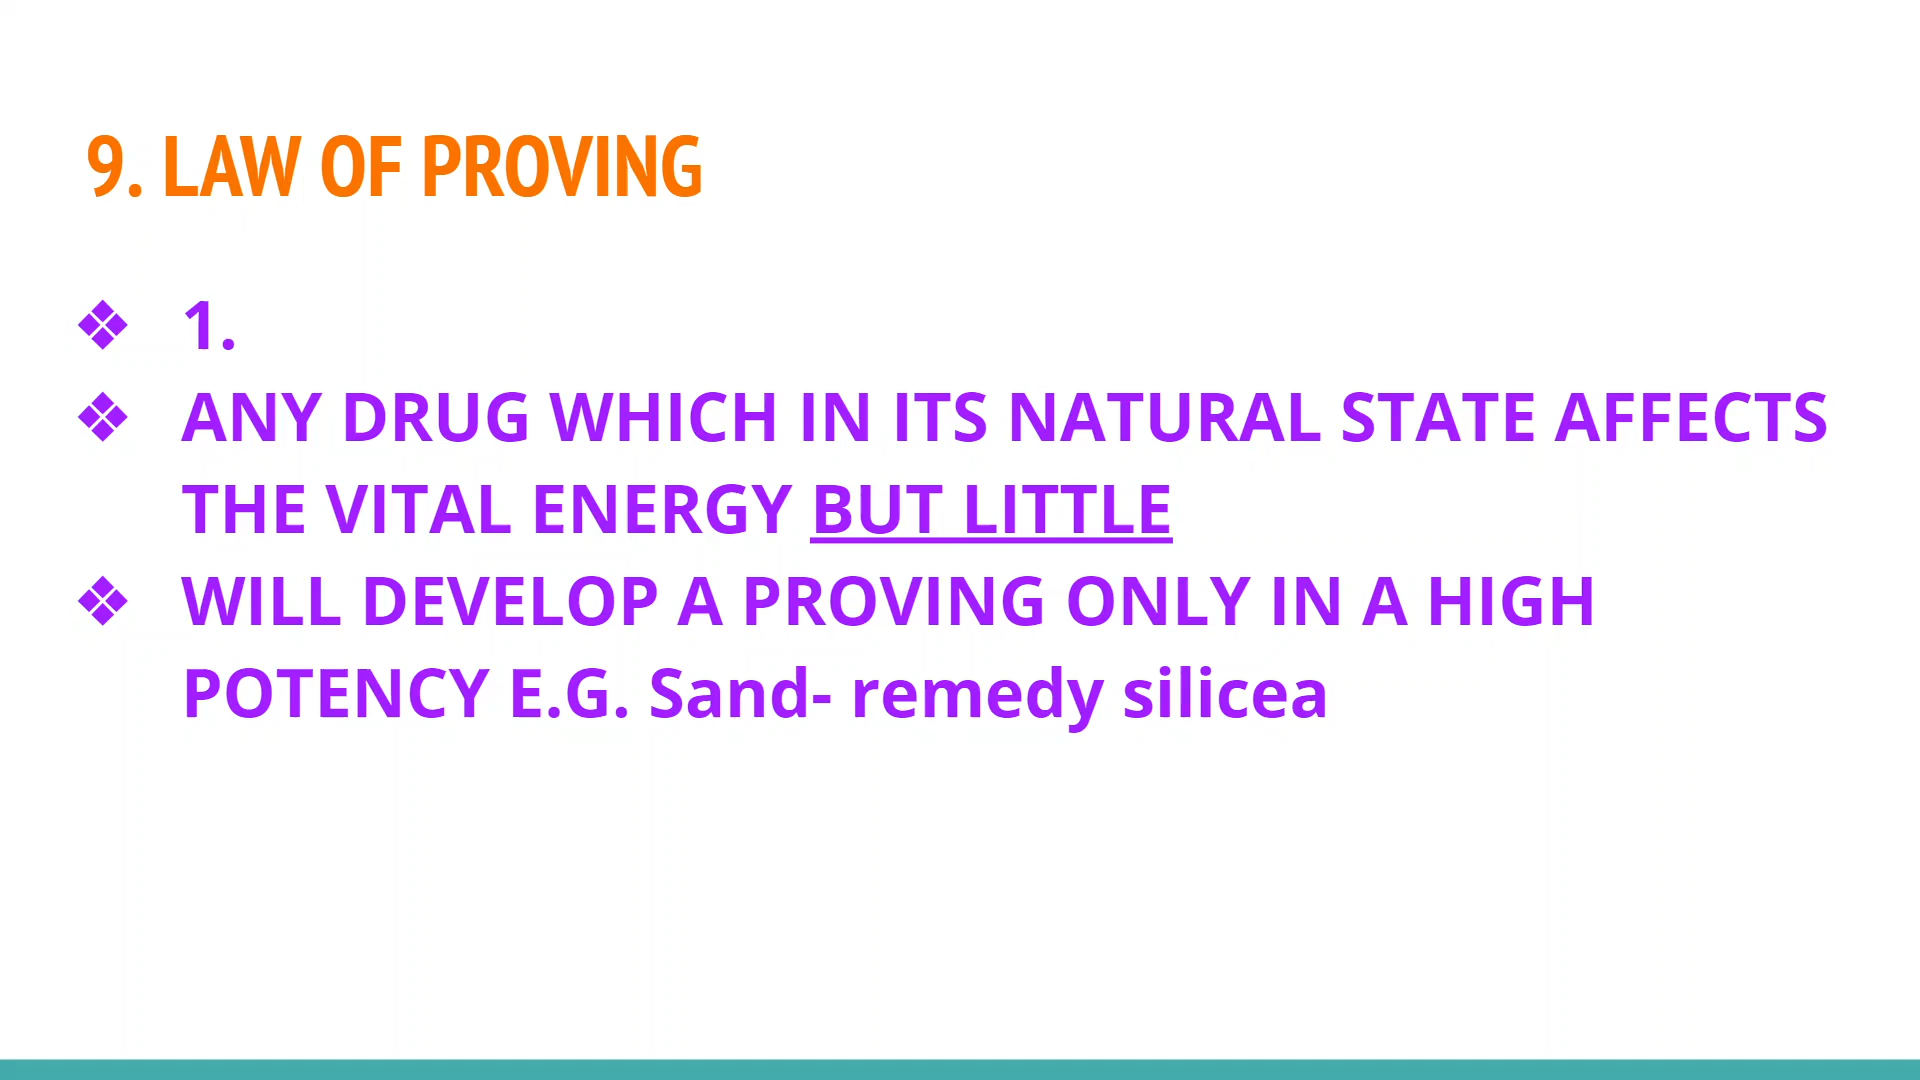 9. LAW OF PROVING
❖ 1.
❖ ANY DRUG WHICH IN ITS NATURAL STATE AFFECTS
THE VITAL ENERGY BUT LITTLE
❖ WILL DEVELOP A PROVING ONLY IN A HIGH
POTENCY E.G. Sand- remedy silicea